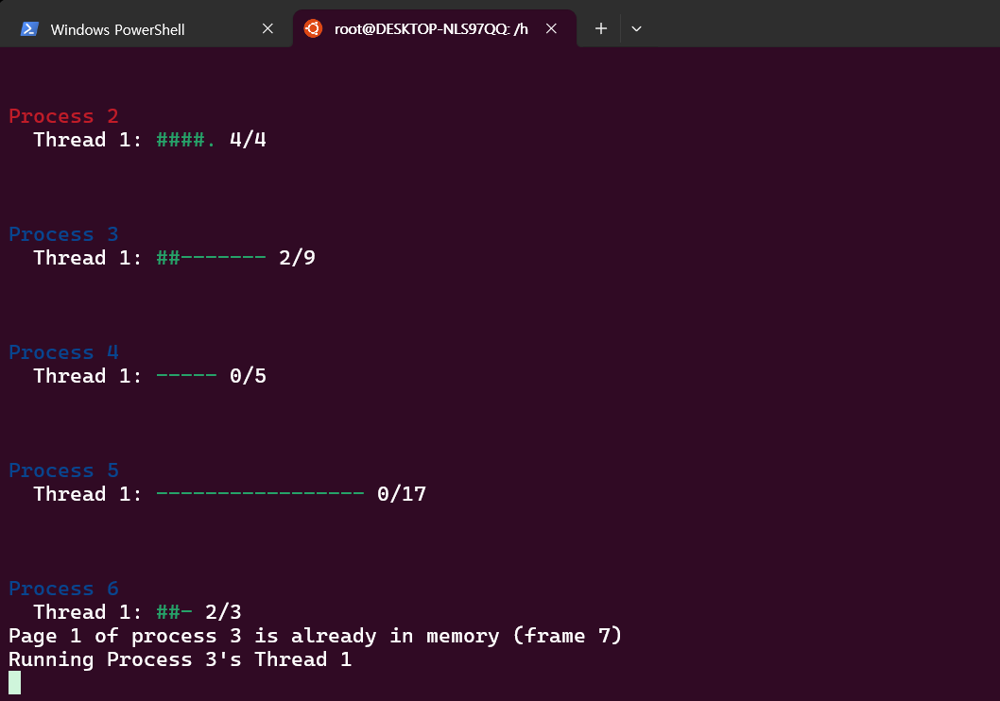 Windows PowerShell
root@DESKTOP-NLS97QQ: /h
Process 2
Thread 1: ####. 4/4
Process 3
Thread 1: ##------- 2/9
Process 4
Thread 1: ----- 0/5
Process 5
Thread 1: ----------------- 0/17
Process 6
Thread 1: ##- 2/3
Page 1 of process 3 is already in memory (frame 7)
Running Process 3's Thread 1